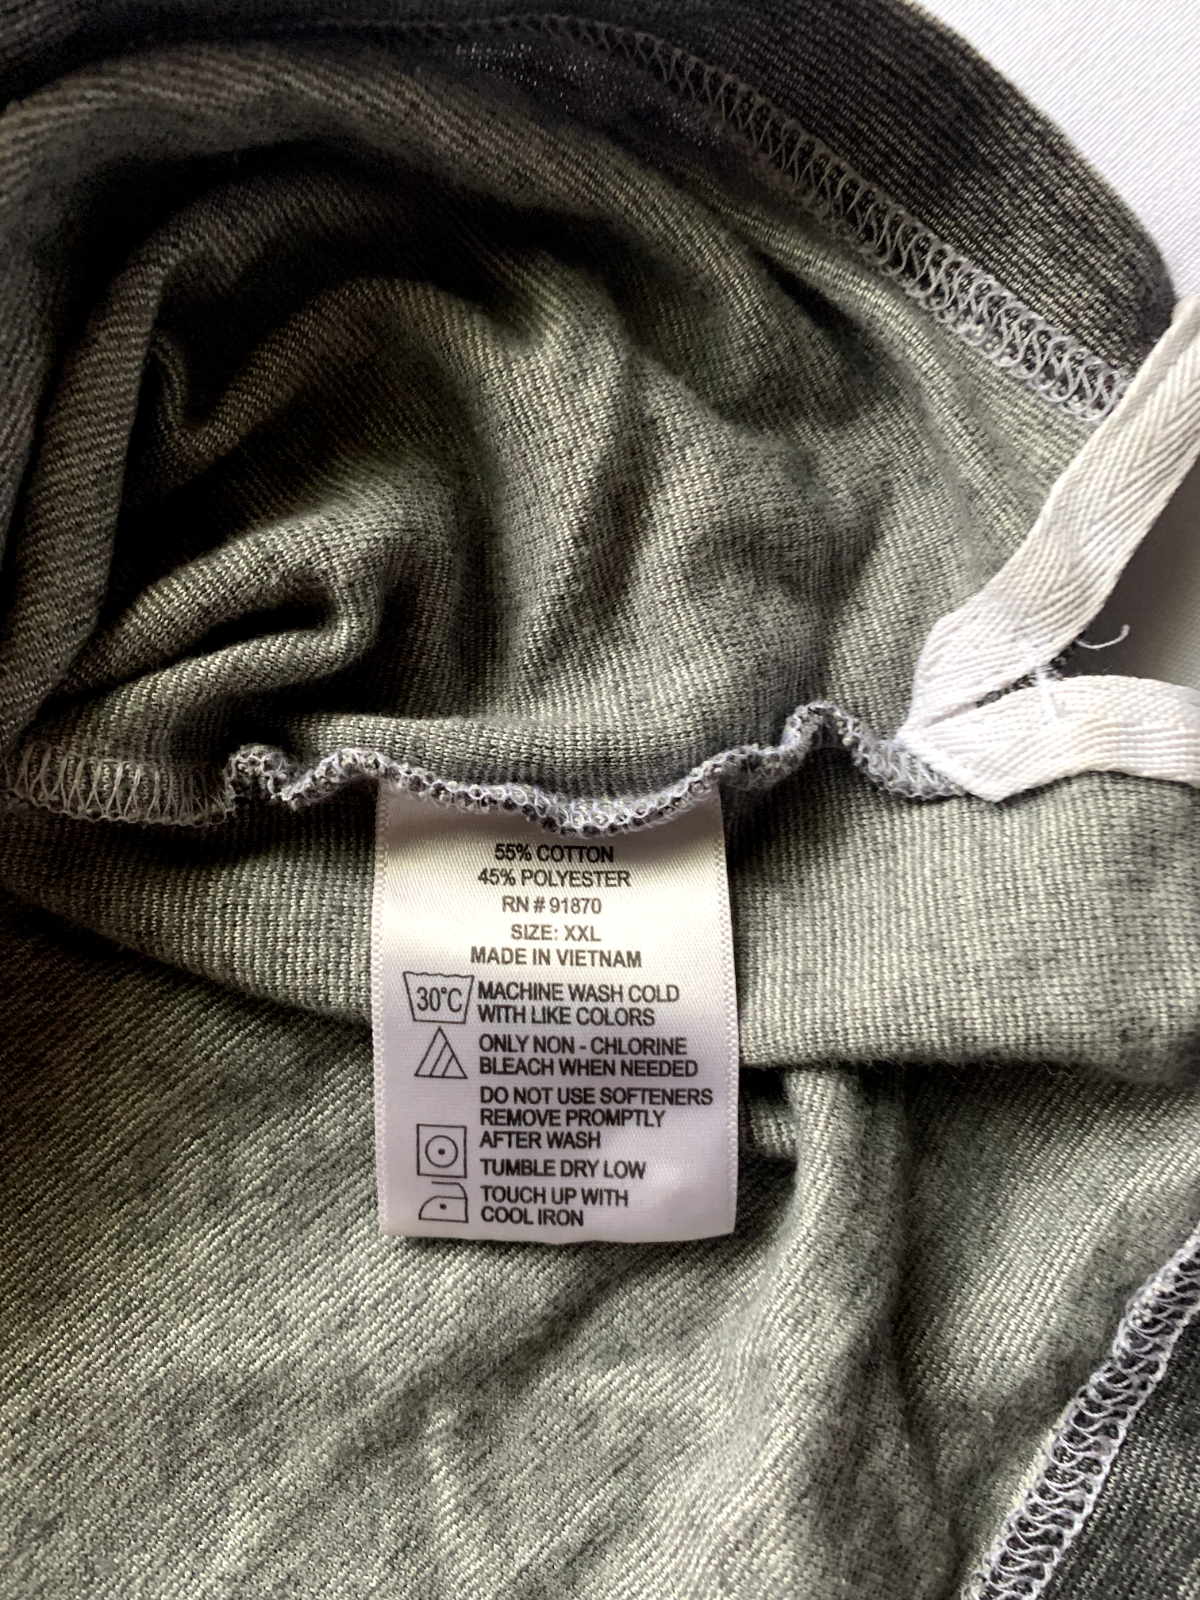 55% COTTON
45% POLYESTER
RN # 91870
SIZE: XXL
MADE IN VIETNAM
30°C MACHINE WASH COLD
WITH LIKE COLORS
ONLY NON - CHLORINE
BLEACH WHEN NEEDED
DO NOT USE SOFTENERS
REMOVE PROMPTLY
AFTER WASH
TUMBLE DRY LOW
TOUCH UP WITH
COOL IRON